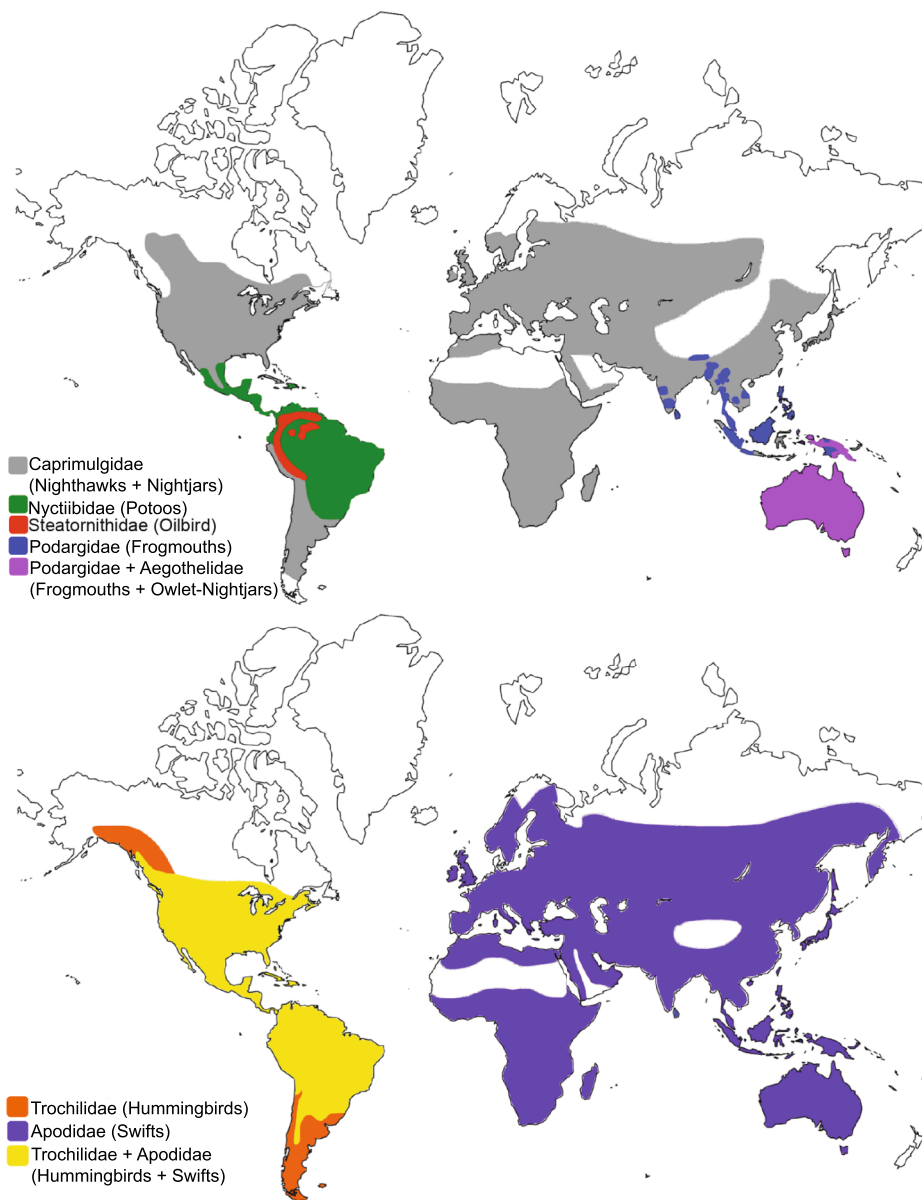 Caprimulgidae
(Nighthawks + Nightjars)
Nyctiibidae (Potoos)
Steatornithidae (Oilbird)
Podargidae (Frogmouths)
Podargidae + Aegothelidae
(Frogmouths + Owlet-Nightjars)
Trochilidae (Hummingbirds)
Apodidae (Swifts)
Trochilidae + Apodidae
(Hummingbirds + Swifts)